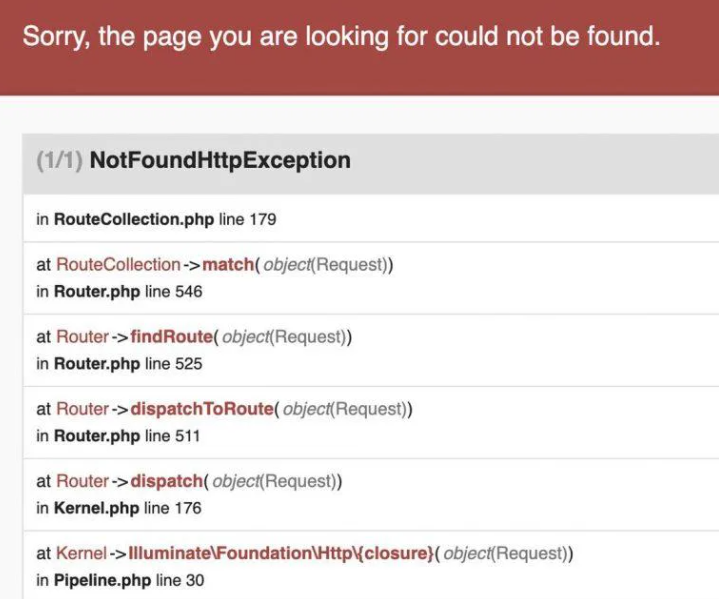 Sorry, the page you are looking for could not be found.
(1/1) NotFoundHttpException
in RouteCollection.php line 179
at RouteCollection->match(object(Request))
in Router.php line 546
at Router->findRoute(object(Request))
in Router.php line 525
at Router->dispatchToRoute(object(Request))
in Router.php line 511
at Router->dispatch(object(Request))
in Kernel.php line 176
at Kernel->Illuminate\Foundation\Http\{closure}(object(Request))
in Pipeline.php line 30